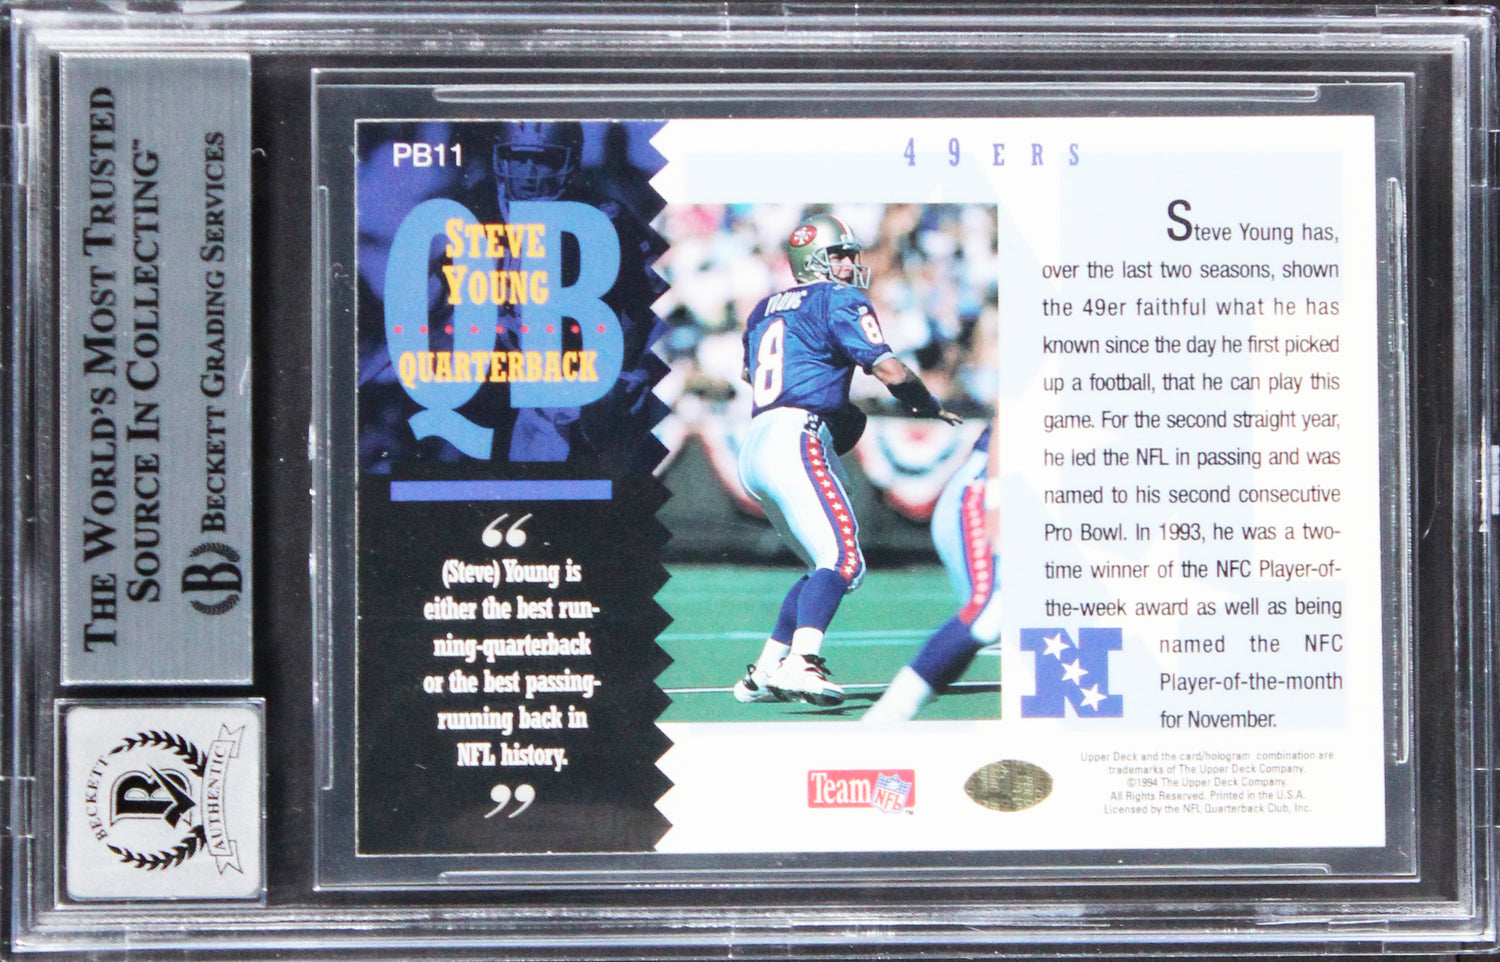 THE WORLD'S MOST TRUSTED
SOURCE IN COLLECTING™
BECKETT GRADING SERVICES
B
BECKETT
B
AUTHENTIC
PB11
QB
STEVE
YOUNG
QUARTERBACK
“
(Steve) Young is
either the best run-
ning-quarterback
or the best passing-
running back in
NFL history.
”
49ERS
YOUNG
8
8
Steve Young has,
over the last two seasons, shown
the 49er faithful what he has
known since the day he first picked
up a football, that he can play this
game. For the second straight year,
he led the NFL in passing and was
named to his second consecutive
Pro Bowl. In 1993, he was a two-
time winner of the NFC Player-of-
the-week award as well as being
named the NFC
Player-of-the-month
for November.
N
Team NFL™
Upper Deck and the card/hologram combination are
trademarks of The Upper Deck Company.
©1994 The Upper Deck Company.
All Rights Reserved. Printed in the U.S.A.
Licensed by the NFL Quarterback Club, Inc.